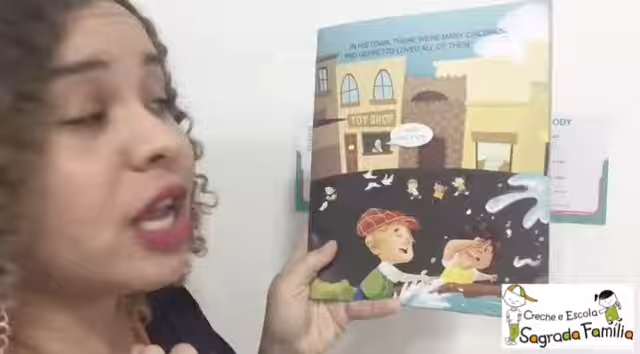 IN HIS TOWN, THERE WERE MANY CHILDREN,
AND GEPPETTO LOVED ALL OF THEM.
TOY SHOP
ODY
Creche e Escola
Sagrada Família